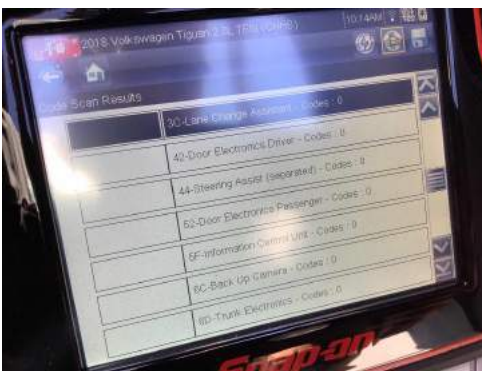 2018 Volkswagen Tiguan 2.0L TFSI
10:14AM
Code Scan Results
3C-Lane Change Assistant - Codes : 0
42-Door Electronics Driver - Codes : 0
44-Steering Assist (separated) - Codes : 0
52-Door Electronics Passenger - Codes : 0
5F-Information Control Unit - Codes : 0
6C-Back Up Camera - Codes : 0
6D-Trunk Electronics - Codes : 0
Snap-on